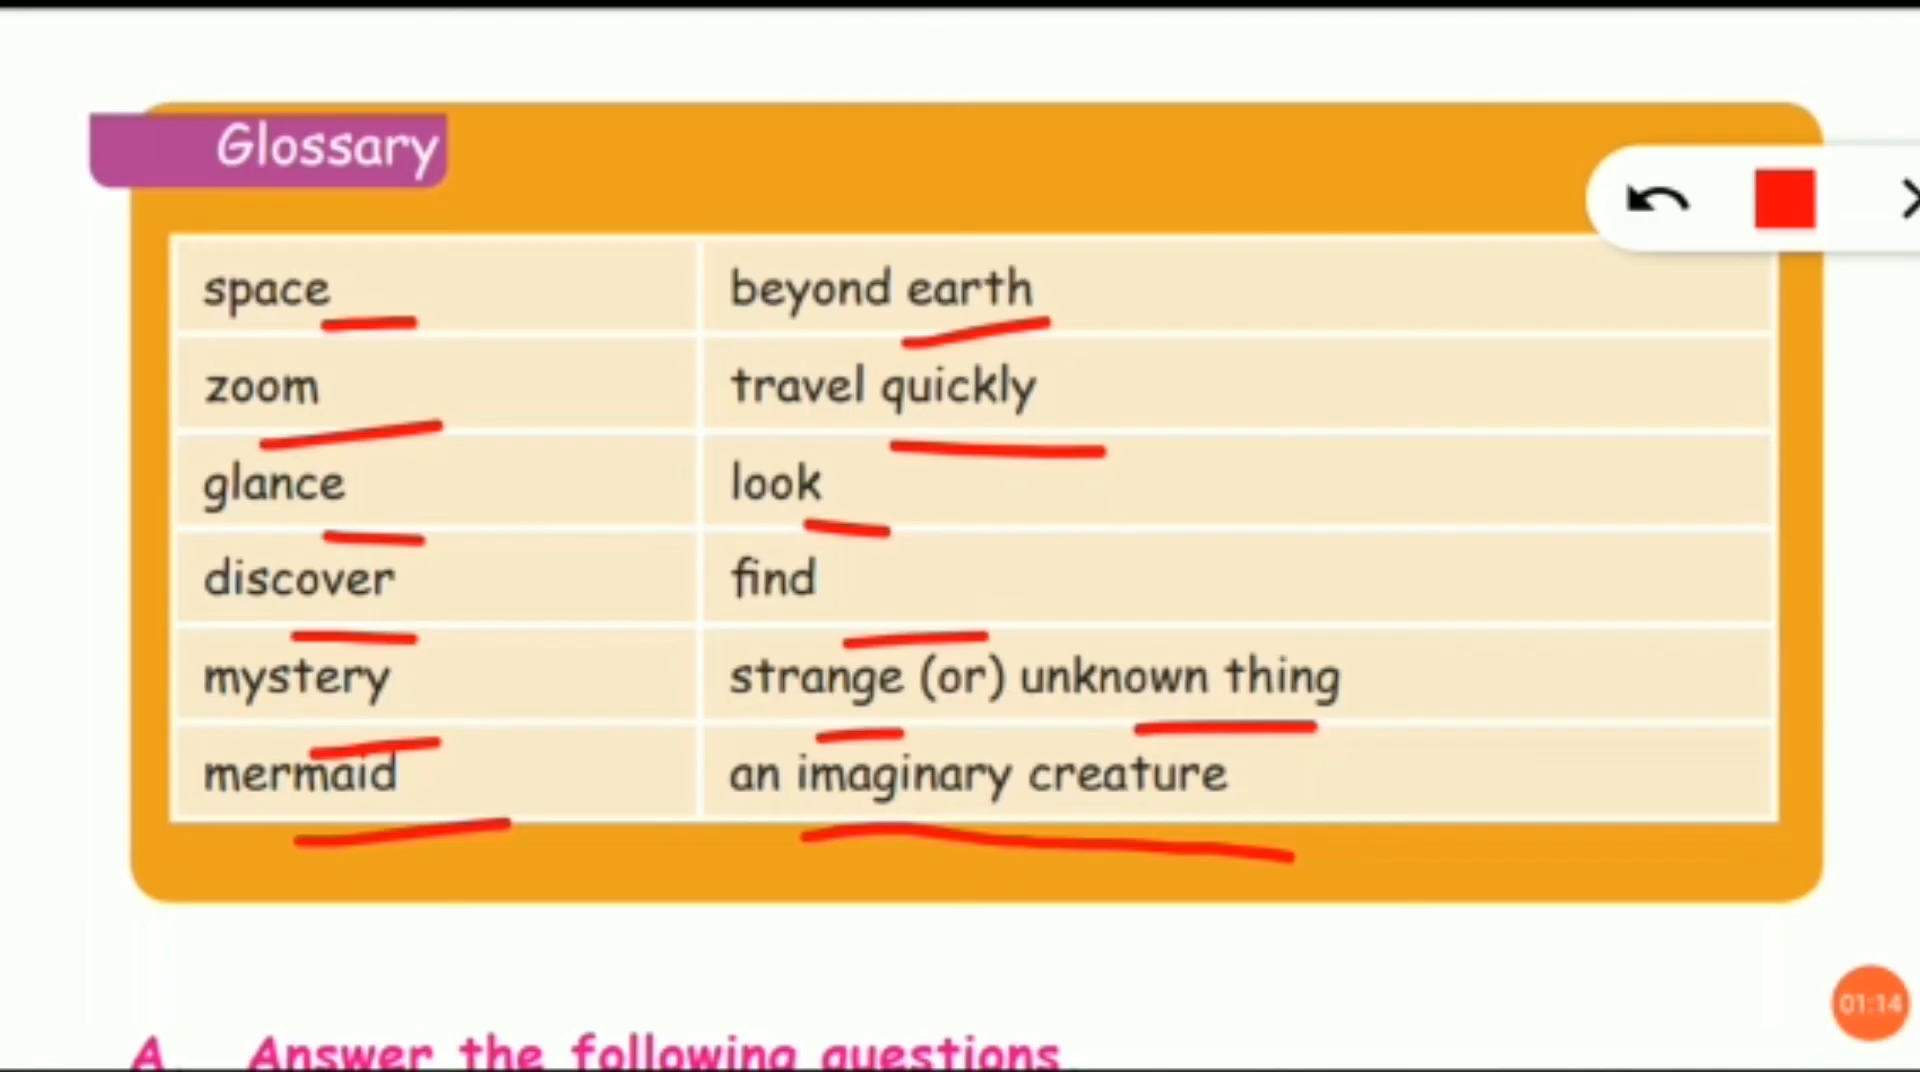 Glossary
space beyond earth
zoom travel quickly
glance look
discover find
mystery strange (or) unknown thing
mermaid an imaginary creature
01:14
A. Answer the following questions.